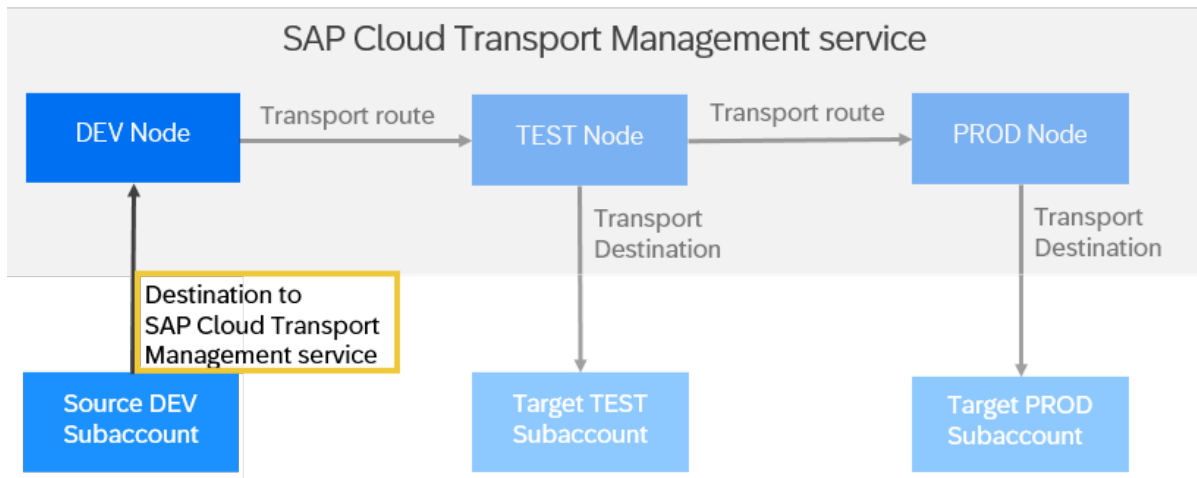 SAP Cloud Transport Management service
DEV Node
Transport route
TEST Node
Transport route
PROD Node
Transport
Destination
Transport
Destination
Destination to
SAP Cloud Transport
Management service
Source DEV
Subaccount
Target TEST
Subaccount
Target PROD
Subaccount